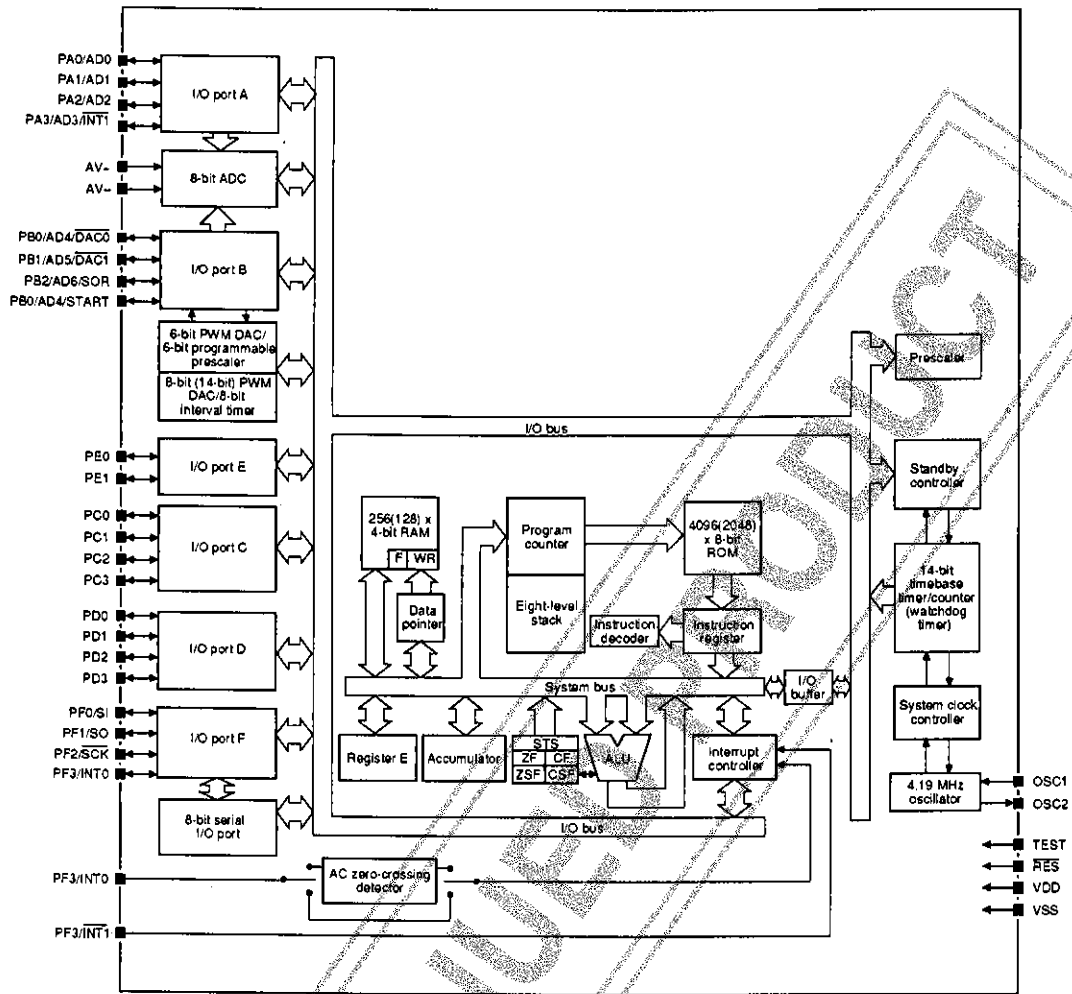 PA0/AD0
PA1/AD1
PA2/AD2
PA3/AD3/INT1
I/O port A
AV–
AV–
8-bit ADC
PB0/AD4/DAC0
PB1/AD5/DAC1
PB2/AD6/SOR
PB0/AD4/START
I/O port B
6-bit PWM DAC/
6-bit programmable
prescaler
8-bit (14-bit) PWM
DAC/8-bit
interval timer
Prescaler
I/O bus
PE0
PE1
I/O port E
Standby
controller
PC0
PC1
PC2
PC3
I/O port C
256(128) x
4-bit RAM
F WR
Data
pointer
Program
counter
Eight-level
stack
4096(2048)
x 8-bit
ROM
Instruction
decoder
Instruction
register
14-bit
timebase
timer/counter
(watchdog
timer)
PD0
PD1
PD2
PD3
I/O port D
System bus
I/O
buffer
System clock
controller
PF0/SI
PF1/SO
PF2/SCK
PF3/INT0
I/O port F
Register E
Accumulator
STS
ZF CF
ZSF CSF
ALU
Interrupt
controller
4.19 MHz
oscillator
OSC1
OSC2
8-bit serial
I/O port
I/O bus
TEST
RES
VDD
VSS
PF3/INT0
AC zero-crossing
detector
PF3/INT1
UED PRODUCT